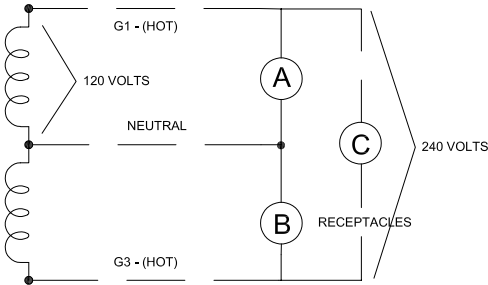 G1 - (HOT)
A
120 VOLTS
NEUTRAL
C
240 VOLTS
B
RECEPTACLES
G3 - (HOT)